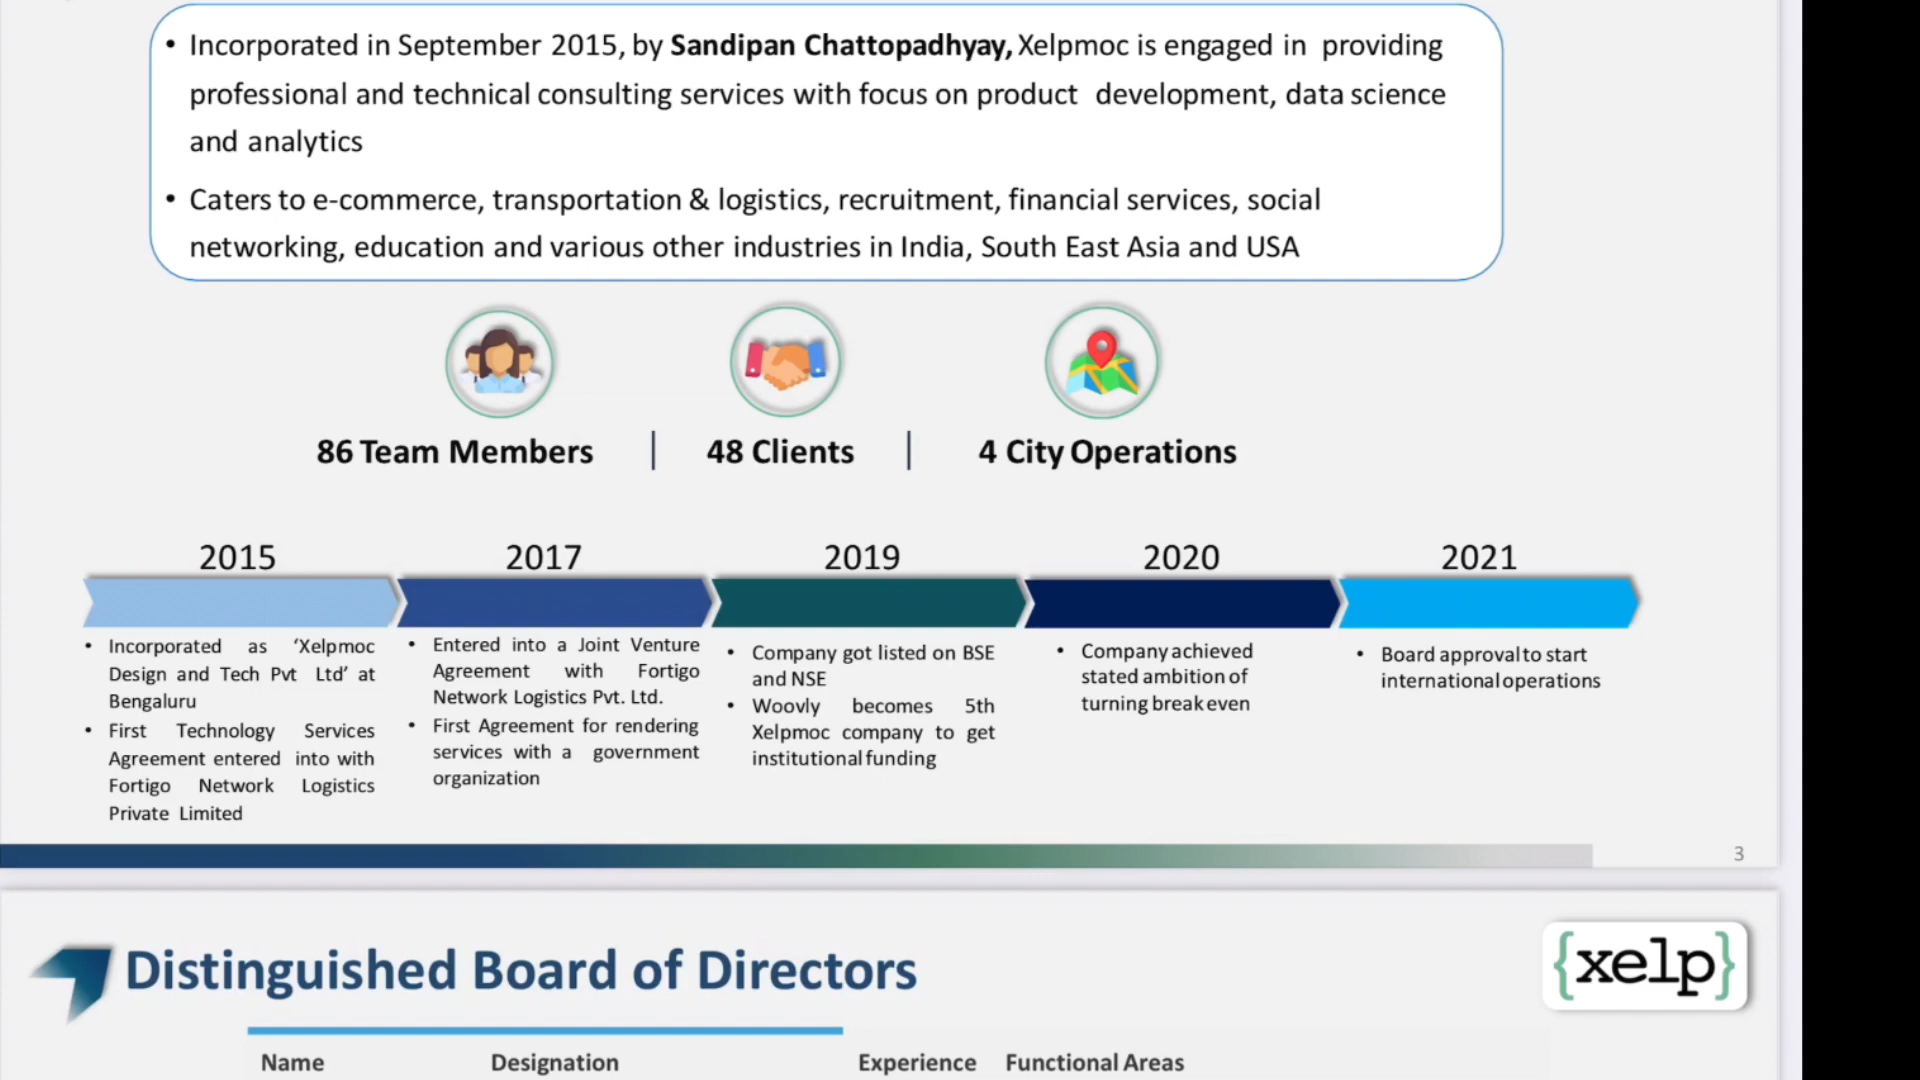 • Incorporated in September 2015, by Sandipan Chattopadhyay, Xelpmoc is engaged in providing
professional and technical consulting services with focus on product development, data science
and analytics
• Caters to e-commerce, transportation & logistics, recruitment, financial services, social
networking, education and various other industries in India, South East Asia and USA
86 Team Members | 48 Clients | 4 City Operations
2015 2017 2019 2020 2021
• Incorporated as ‘Xelpmoc
Design and Tech Pvt Ltd’ at
Bengaluru
• First Technology Services
Agreement entered into with
Fortigo Network Logistics
Private Limited
• Entered into a Joint Venture
Agreement with Fortigo
Network Logistics Pvt. Ltd.
• First Agreement for rendering
services with a government
organization
• Company got listed on BSE
and NSE
• Woovly becomes 5th
Xelpmoc company to get
institutional funding
• Company achieved
stated ambition of
turning break even
• Board approval to start
international operations
3
Distinguished Board of Directors
{xelp}
Name Designation Experience Functional Areas